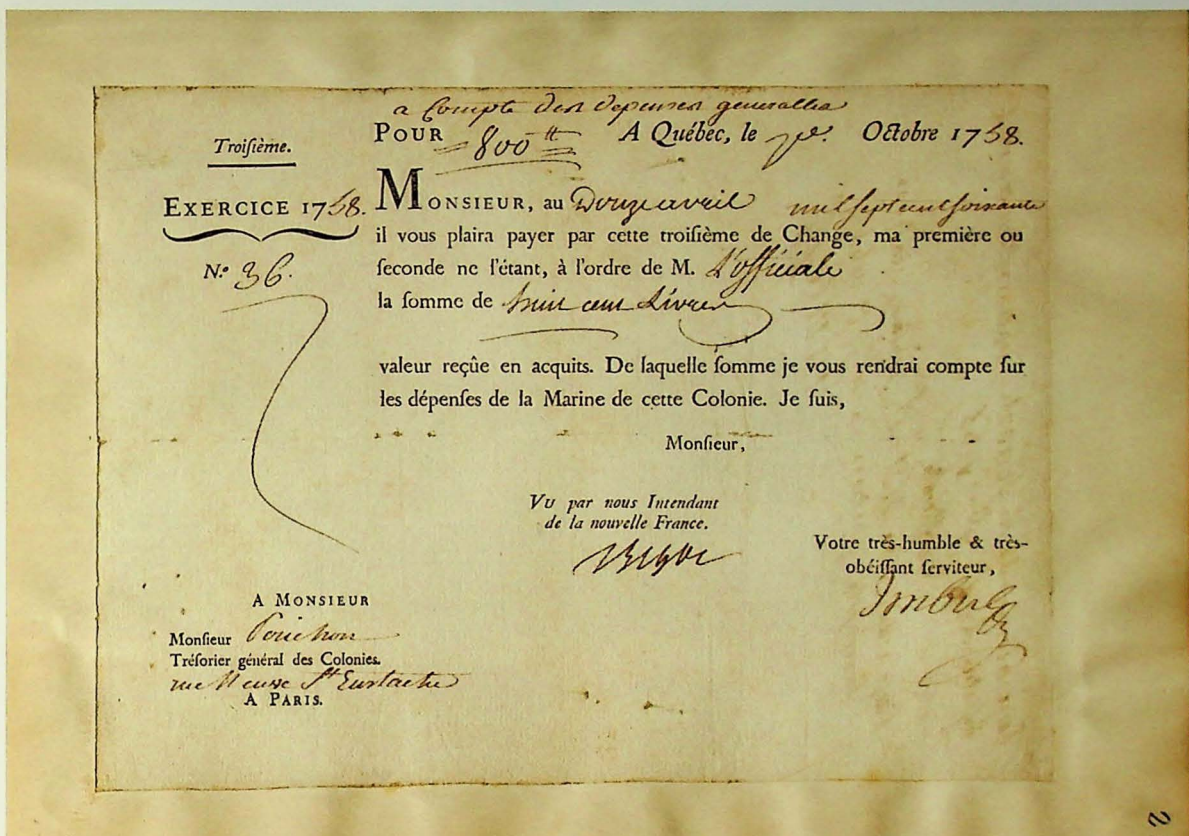 a Compte des depenses generalles
Troiſième.
POUR 800 ᵗᵗ A Québec, le Octobre 1758.
EXERCICE 1758.
MONSIEUR, au Douze avril mil sept cent soixante
il vous plaira payer par cette troiſième de Change, ma première ou
N.º 36.
ſeconde ne l'étant, à l'ordre de M. L'officiale
la ſomme de huit cent Livres
valeur reçûe en acquits. De laquelle ſomme je vous rendrai compte ſur
les dépenſes de la Marine de cette Colonie. Je ſuis,
Monſieur,
VU par nous Intendant
de la nouvelle France.
Bigot
Votre très-humble & très-
obéiſſant ſerviteur,
Imbert
A MONSIEUR
Monſieur
Tréſorier général des Colonies.
rue Neuve St Eustache
A PARIS.
2